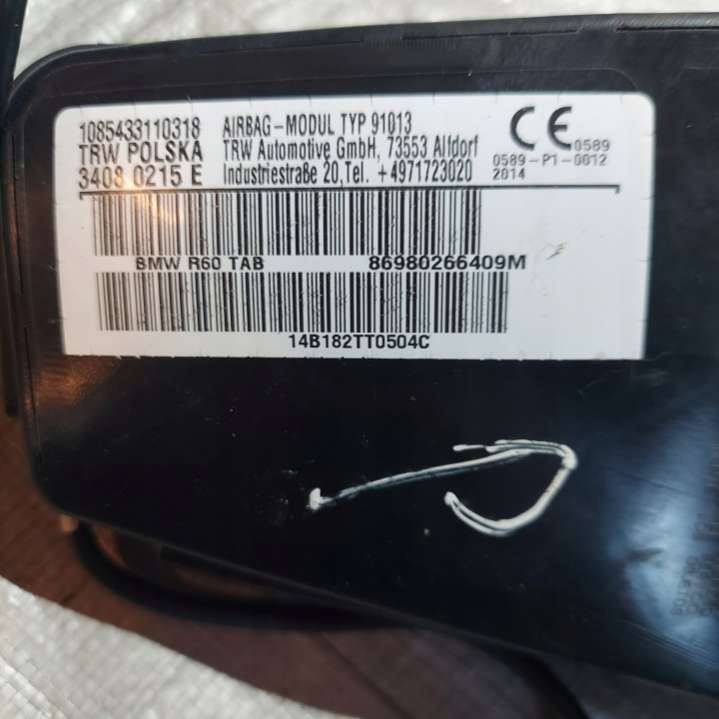 1085433110318 AIRBAG-MODUL TYP 91013
TRW POLSKA TRW Automotive GmbH, 73553 Alfdorf
3408 0215 E Industriestraße 20, Tel. +4971723020
CE 0589
0589-P1-0012
2014
BMW R60 TAB 86980266409M
14B182TT0504C